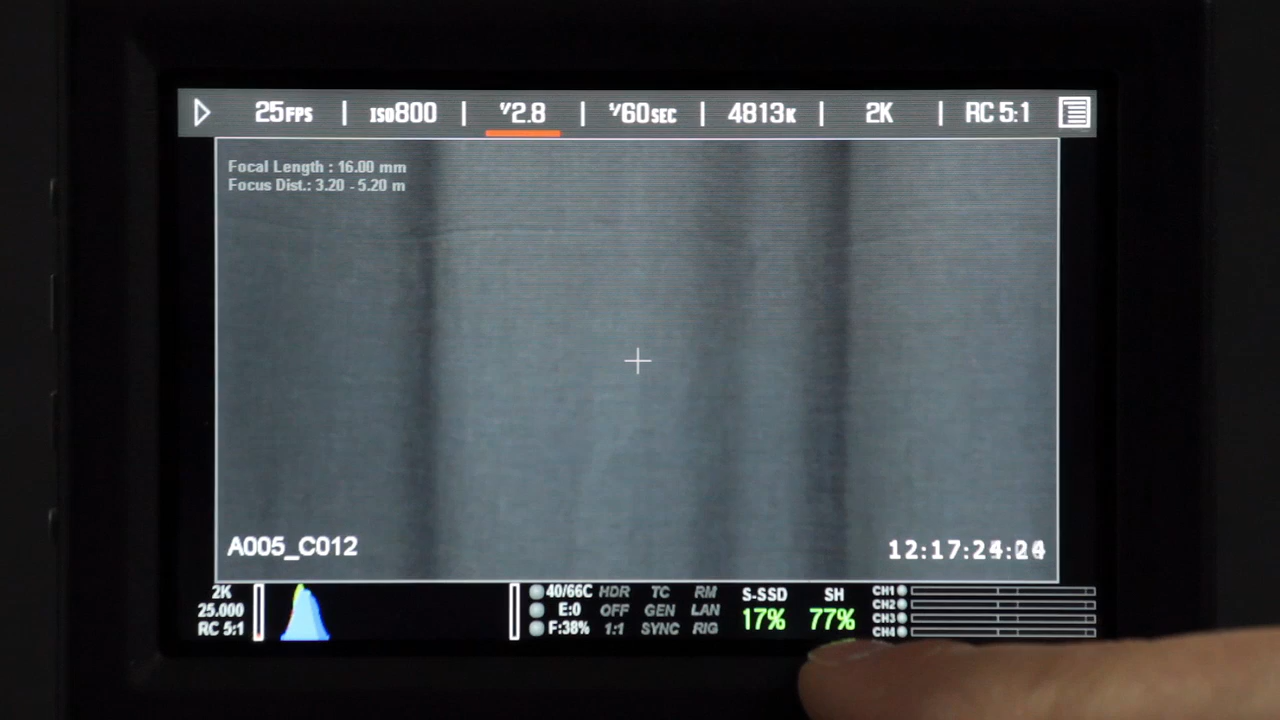 25FPS | ISO800 | f/2.8 | 1/60SEC | 4813K | 2K | RC 5:1
Focal Length : 16.00 mm
Focus Dist.: 3.20 - 5.20 m
A005_C012
12:17:24
2K
25.000
RC 5:1
40/66C
E:0
F:38%
HDR TC RM
OFF GEN LAN
1:1 SYNC RIG
S-SSD
17%
SH
77%
CH1
CH2
CH3
CH4